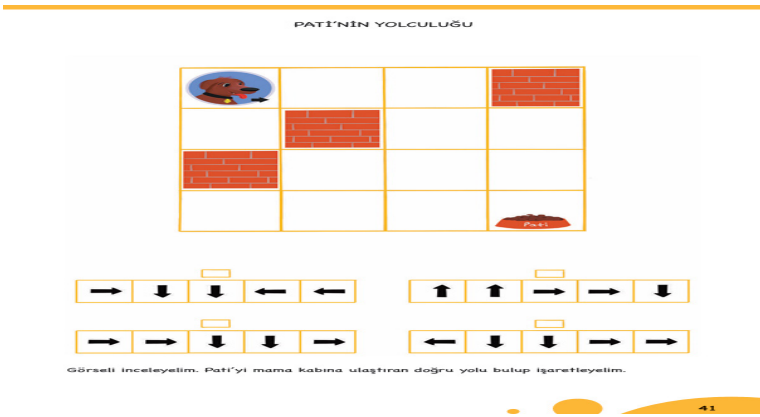 PATİ'NİN YOLCULUĞU
Pati
Görseli inceleyelim. Pati'yi mama kabına ulaştıran doğru yolu bulup işaretleyelim.
41